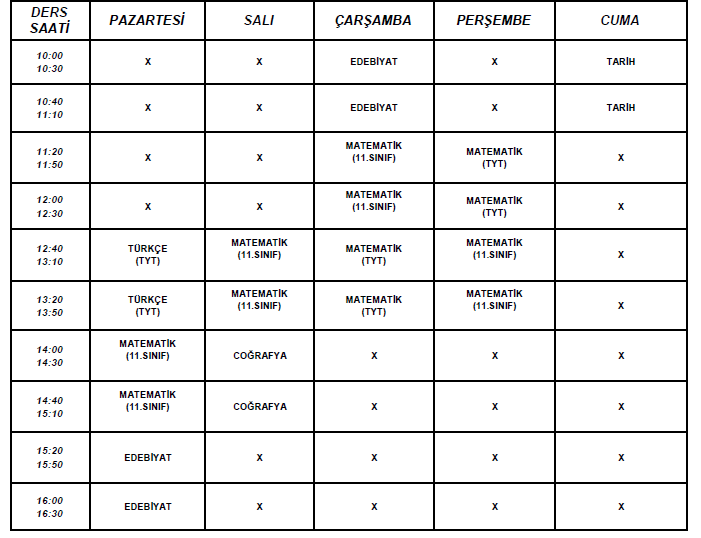 DERS SAATİ PAZARTESİ SALI ÇARŞAMBA PERŞEMBE CUMA
10:00 10:30 X X EDEBİYAT X TARİH
10:40 11:10 X X EDEBİYAT X TARİH
11:20 11:50 X X MATEMATİK (11.SINIF) MATEMATİK (TYT) X
12:00 12:30 X X MATEMATİK (11.SINIF) MATEMATİK (TYT) X
12:40 13:10 TÜRKÇE (TYT) MATEMATİK (11.SINIF) MATEMATİK (TYT) MATEMATİK (11.SINIF) X
13:20 13:50 TÜRKÇE (TYT) MATEMATİK (11.SINIF) MATEMATİK (TYT) MATEMATİK (11.SINIF) X
14:00 14:30 MATEMATİK (11.SINIF) COĞRAFYA X X X
14:40 15:10 MATEMATİK (11.SINIF) COĞRAFYA X X X
15:20 15:50 EDEBİYAT X X X X
16:00 16:30 EDEBİYAT X X X X